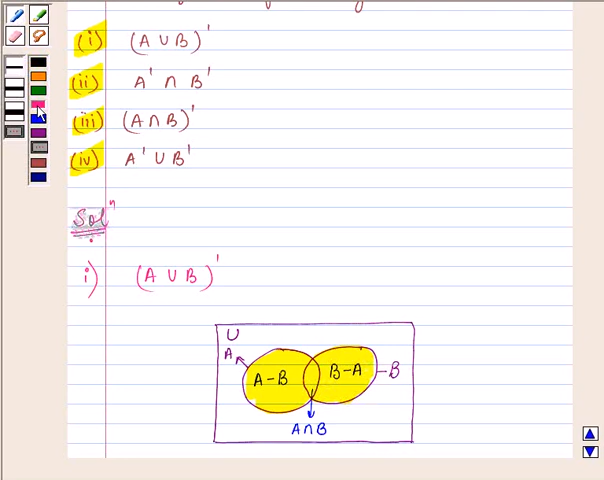 (i) (A ∪ B)'
(ii) A' ∩ B'
(iii) (A ∩ B)'
(iv) A' ∪ B'
Solⁿ
i) (A ∪ B)'
U
A
A-B B-A B
A∩B